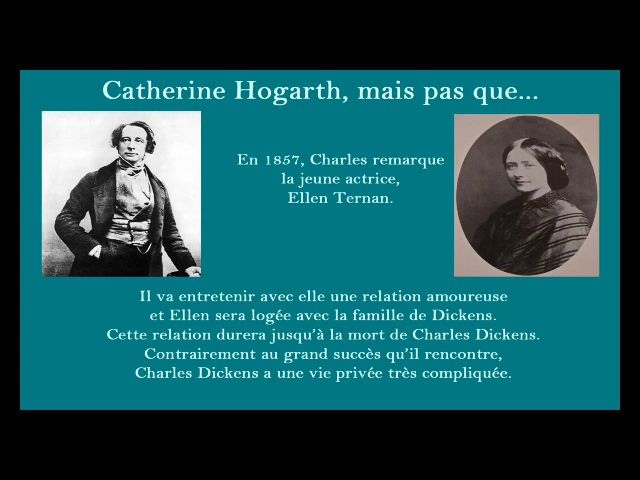 Catherine Hogarth, mais pas que...
En 1857, Charles remarque
la jeune actrice,
Ellen Ternan.
Il va entretenir avec elle une relation amoureuse
et Ellen sera logée avec la famille de Dickens.
Cette relation durera jusqu'à la mort de Charles Dickens.
Contrairement au grand succès qu'il rencontre,
Charles Dickens a une vie privée très compliquée.